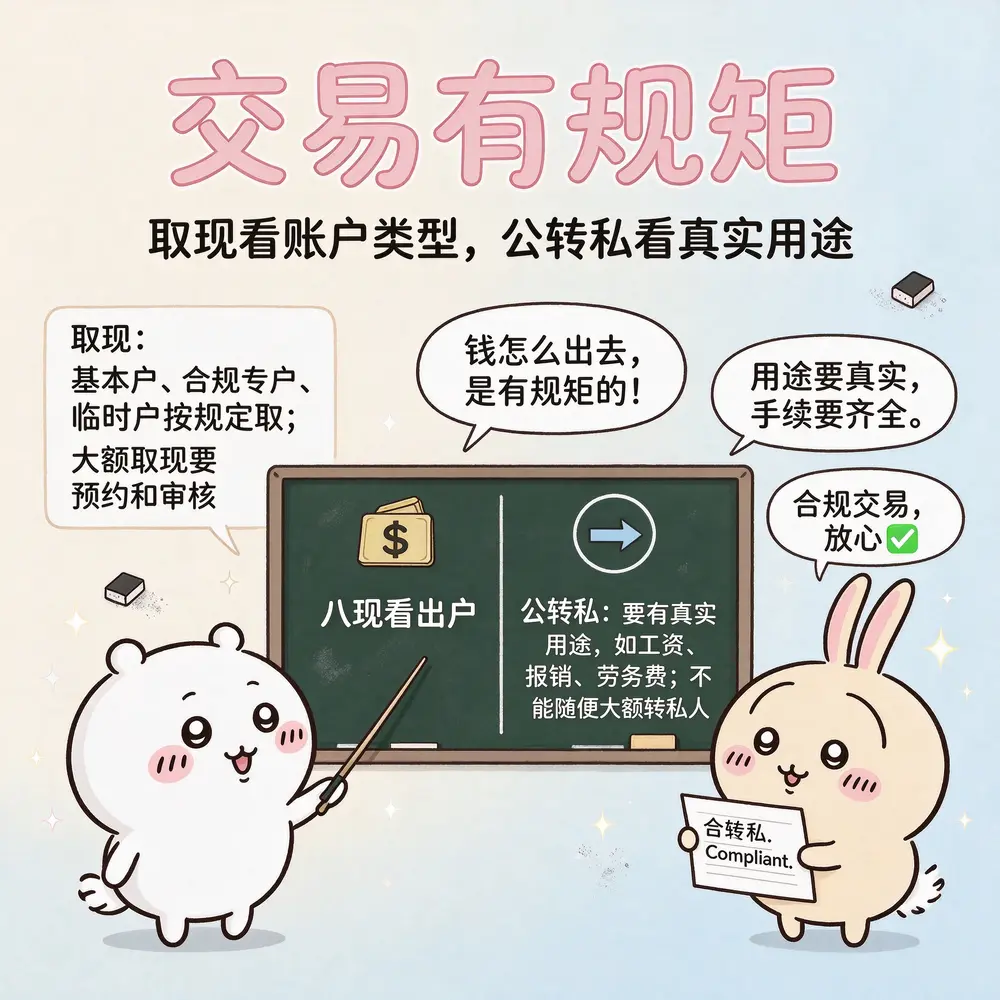 交易有规矩
取现看账户类型，公转私看真实用途
取现：
基本户、合规专户、
临时户按规定取；
大额取现要
预约和审核
钱怎么出去，
是有规矩的！
用途要真实，
手续要齐全。
合规交易，
放心✅
$
八现看出户
公转私：要有真实
用途，如工资、
报销、劳务费；不
能随便大额转私人
合转私.
Compliant.